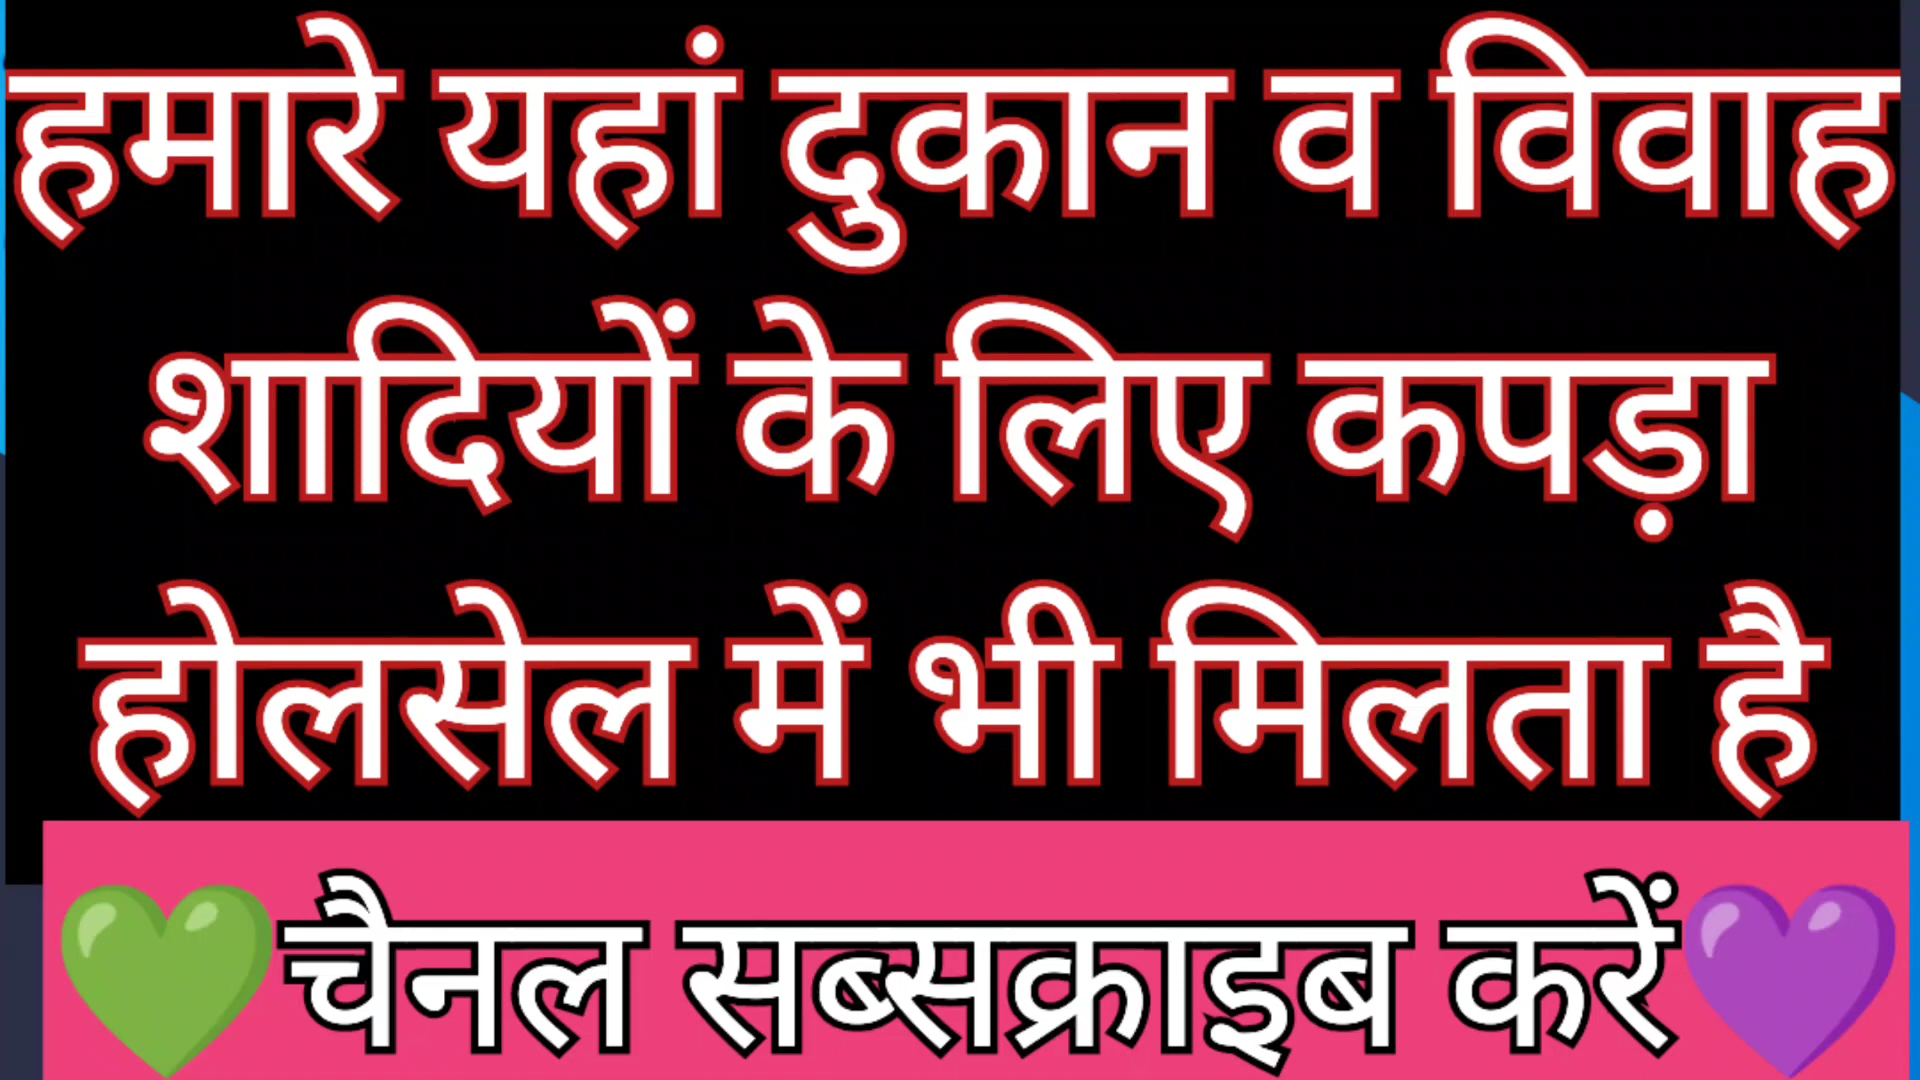 हमारे यहां दुकान व विवाह
शादियों के लिए कपड़ा
होलसेल में भी मिलता है
💚चैनल सब्सक्राइब करें💜